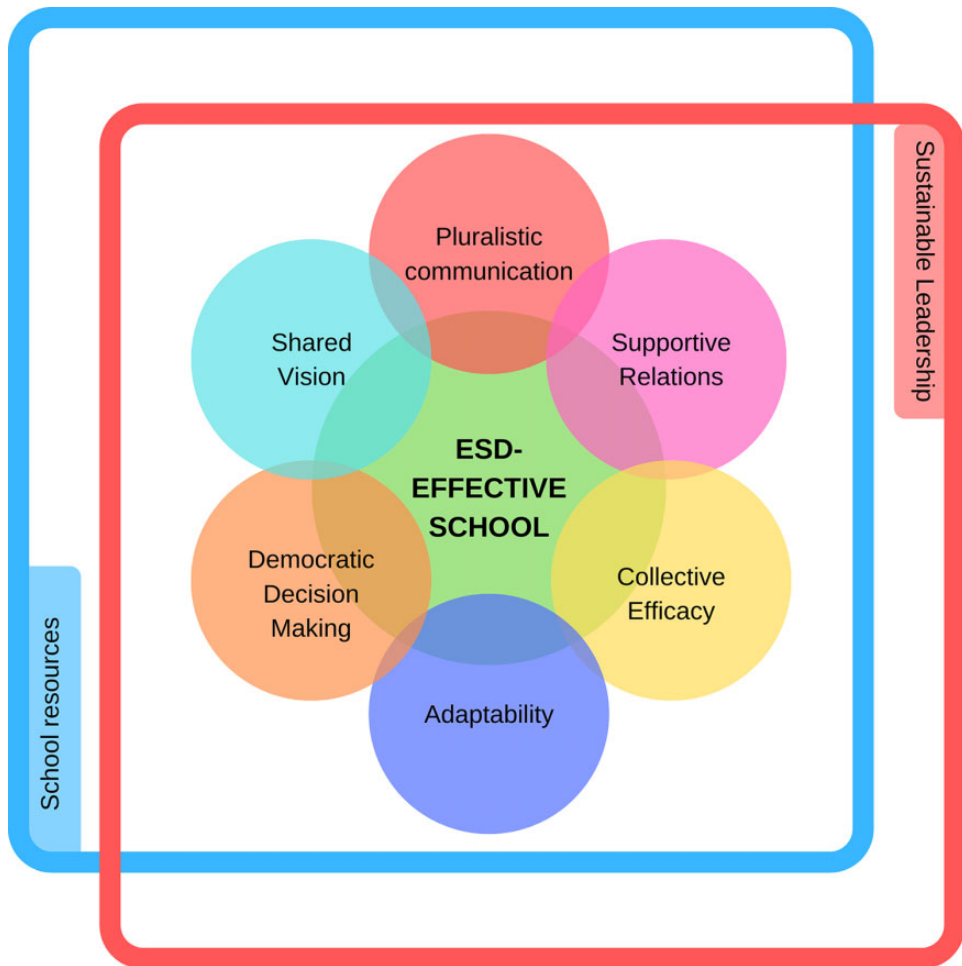 Sustainable Leadership
Pluralistic
communication
Shared
Vision
Supportive
Relations
ESD-
EFFECTIVE
SCHOOL
Democratic
Decision
Making
Collective
Efficacy
Adaptability
School resources